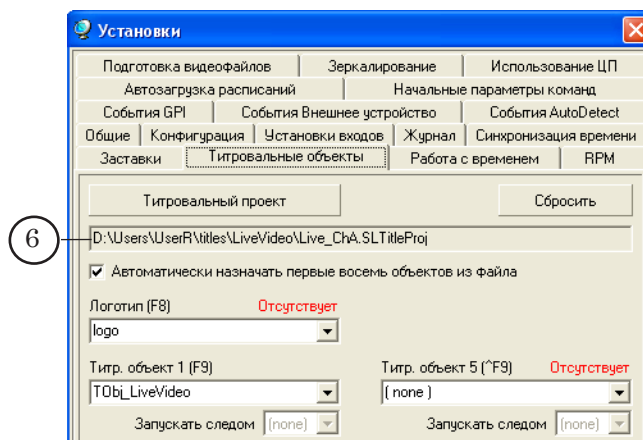 Установки
Подготовка видеофайлов Зеркалирование Использование ЦП
Автозагрузка расписаний Начальные параметры команд
События GPI События Внешнее устройство События AutoDetect
Общие Конфигурация Установки входов Журнал Синхронизация времени
Заставки Титровальные объекты Работа с временем RPM
Титровальный проект Сбросить
6 D:\Users\UserR\titles\LiveVideo\Live_ChA.SLTitleProj
Автоматически назначать первые восемь объектов из файла
Логотип (F8) Отсутствует
logo
Титр. объект 1 (F9) Титр. объект 5 (^F9) Отсутствует
TObj_LiveVideo ( none )
Запускать следом (none) Запускать следом (none)